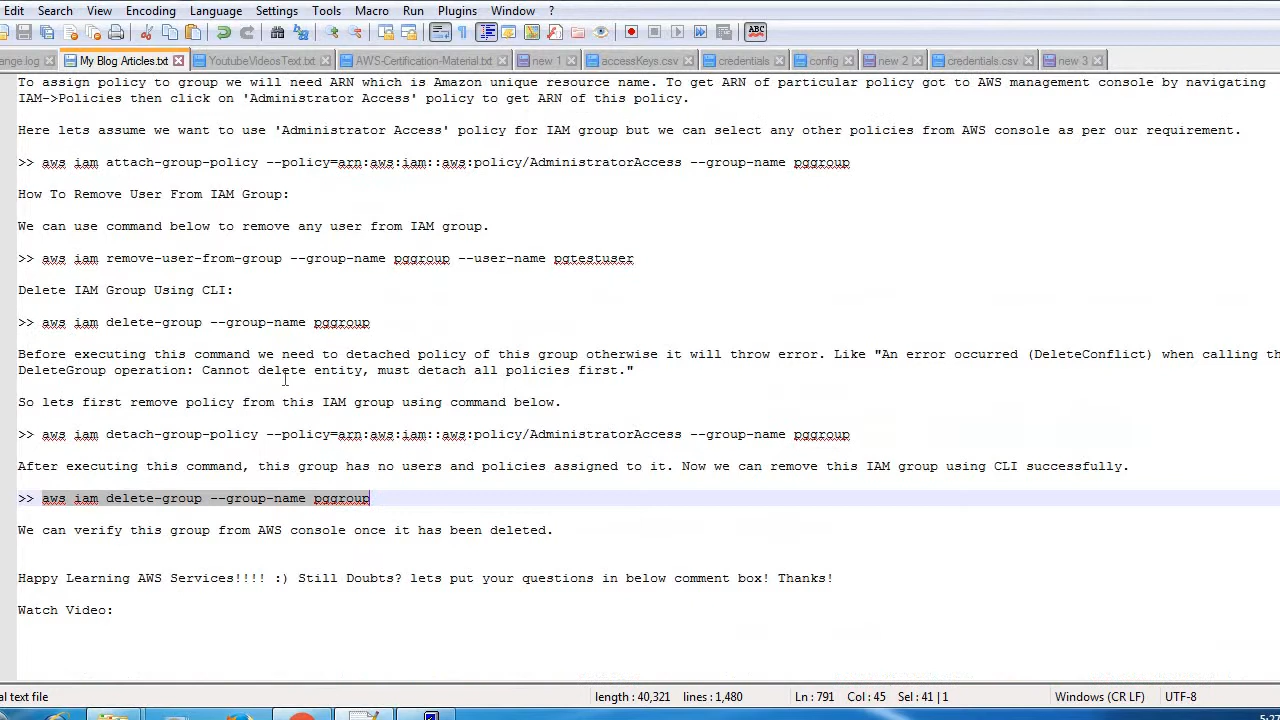 Edit Search View Encoding Language Settings Tools Macro Run Plugins Window ?
ange.log My Blog Articles.txt YoutubeVideosText.txt AWS-Certification-Material.txt new 1 accessKeys.csv credentials config new 2 credentials.csv new 3
To assign policy to group we will need ARN which is Amazon unique resource name. To get ARN of particular policy got to AWS management console by navigating
IAM->Policies then click on 'Administrator Access' policy to get ARN of this policy.
Here lets assume we want to use 'Administrator Access' policy for IAM group but we can select any other policies from AWS console as per our requirement.
>> aws iam attach-group-policy --policy=arn:aws:iam::aws:policy/AdministratorAccess --group-name pggroup
How To Remove User From IAM Group:
We can use command below to remove any user from IAM group.
>> aws iam remove-user-from-group --group-name pggroup --user-name pgtestuser
Delete IAM Group Using CLI:
>> aws iam delete-group --group-name pggroup
Before executing this command we need to detached policy of this group otherwise it will throw error. Like "An error occurred (DeleteConflict) when calling th
DeleteGroup operation: Cannot delete entity, must detach all policies first."
So lets first remove policy from this IAM group using command below.
>> aws iam detach-group-policy --policy=arn:aws:iam::aws:policy/AdministratorAccess --group-name pggroup
After executing this command, this group has no users and policies assigned to it. Now we can remove this IAM group using CLI successfully.
>> aws iam delete-group --group-name pggroup
We can verify this group from AWS console once it has been deleted.
Happy Learning AWS Services!!!! :) Still Doubts? lets put your questions in below comment box! Thanks!
Watch Video:
al text file length : 40,321 lines : 1,480 Ln : 791 Col : 45 Sel : 41 | 1 Windows (CR LF) UTF-8